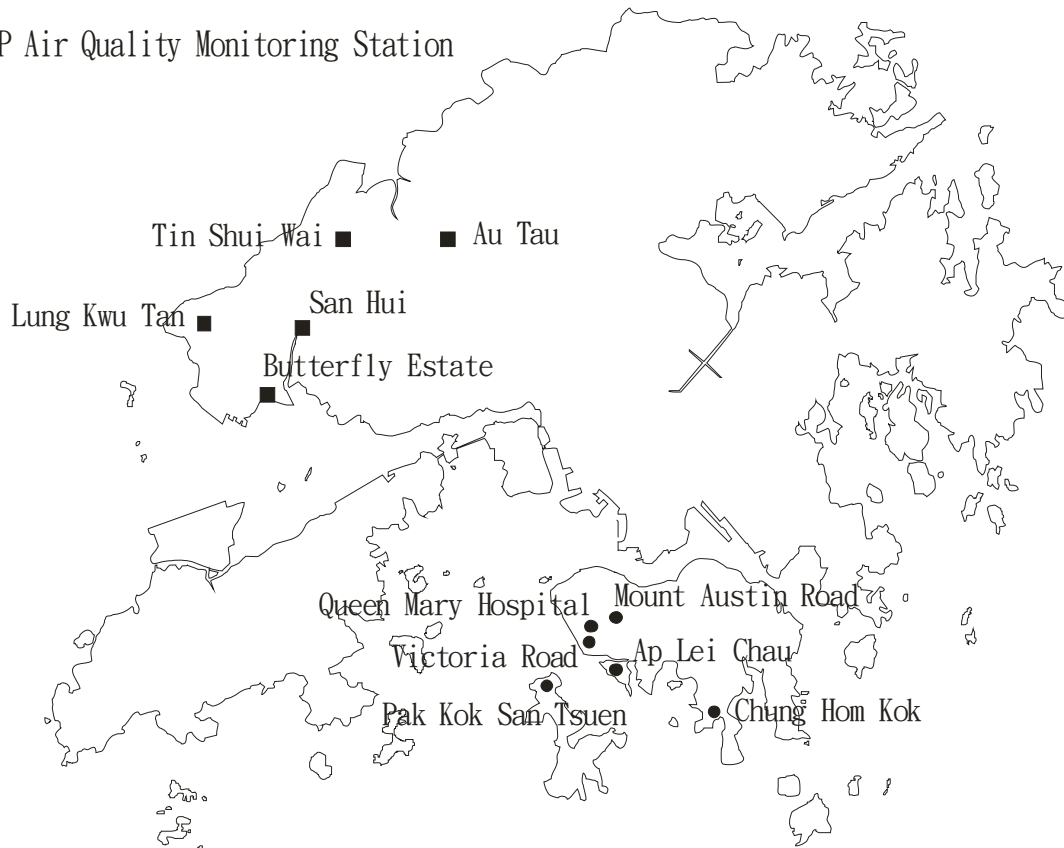 P Air Quality Monitoring Station
Tin Shui Wai
Au Tau
San Hui
Lung Kwu Tan
Butterfly Estate
Mount Austin Road
Queen Mary Hospital
Ap Lei Chau
Victoria Road
Pak Kok San Tsuen
Chung Hom Kok